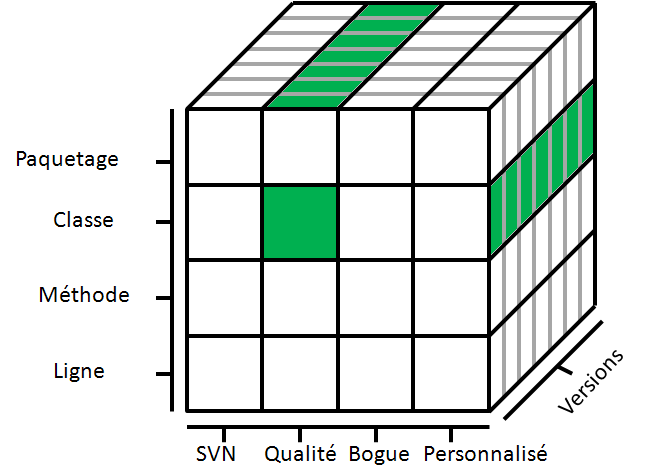 Paquetage
Classe
Méthode
Ligne
SVN Qualité Bogue Personnalisé
Versions